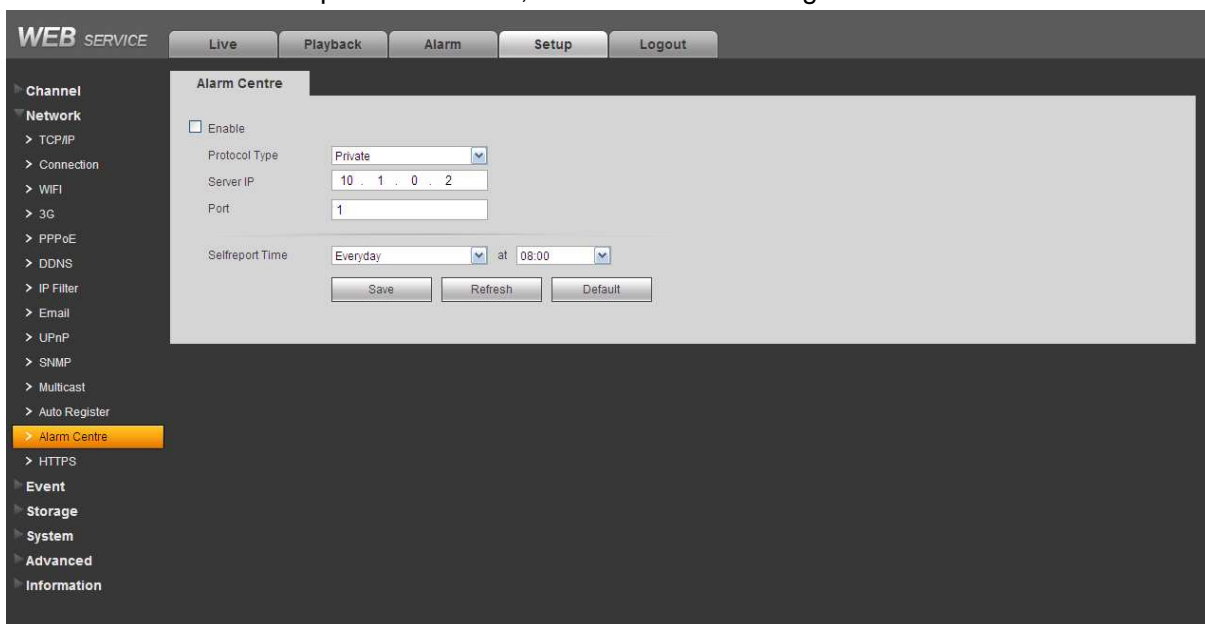 WEB SERVICE
Live Playback Alarm Setup Logout
Channel
Network
> TCP/IP
> Connection
> WIFI
> 3G
> PPPoE
> DDNS
> IP Filter
> Email
> UPnP
> SNMP
> Multicast
> Auto Register
> Alarm Centre
> HTTPS
Event
Storage
System
Advanced
Information
Alarm Centre
Enable
Protocol Type Private
Server IP 10 . 1 . 0 . 2
Port 1
Selfreport Time Everyday at 08:00
Save Refresh Default